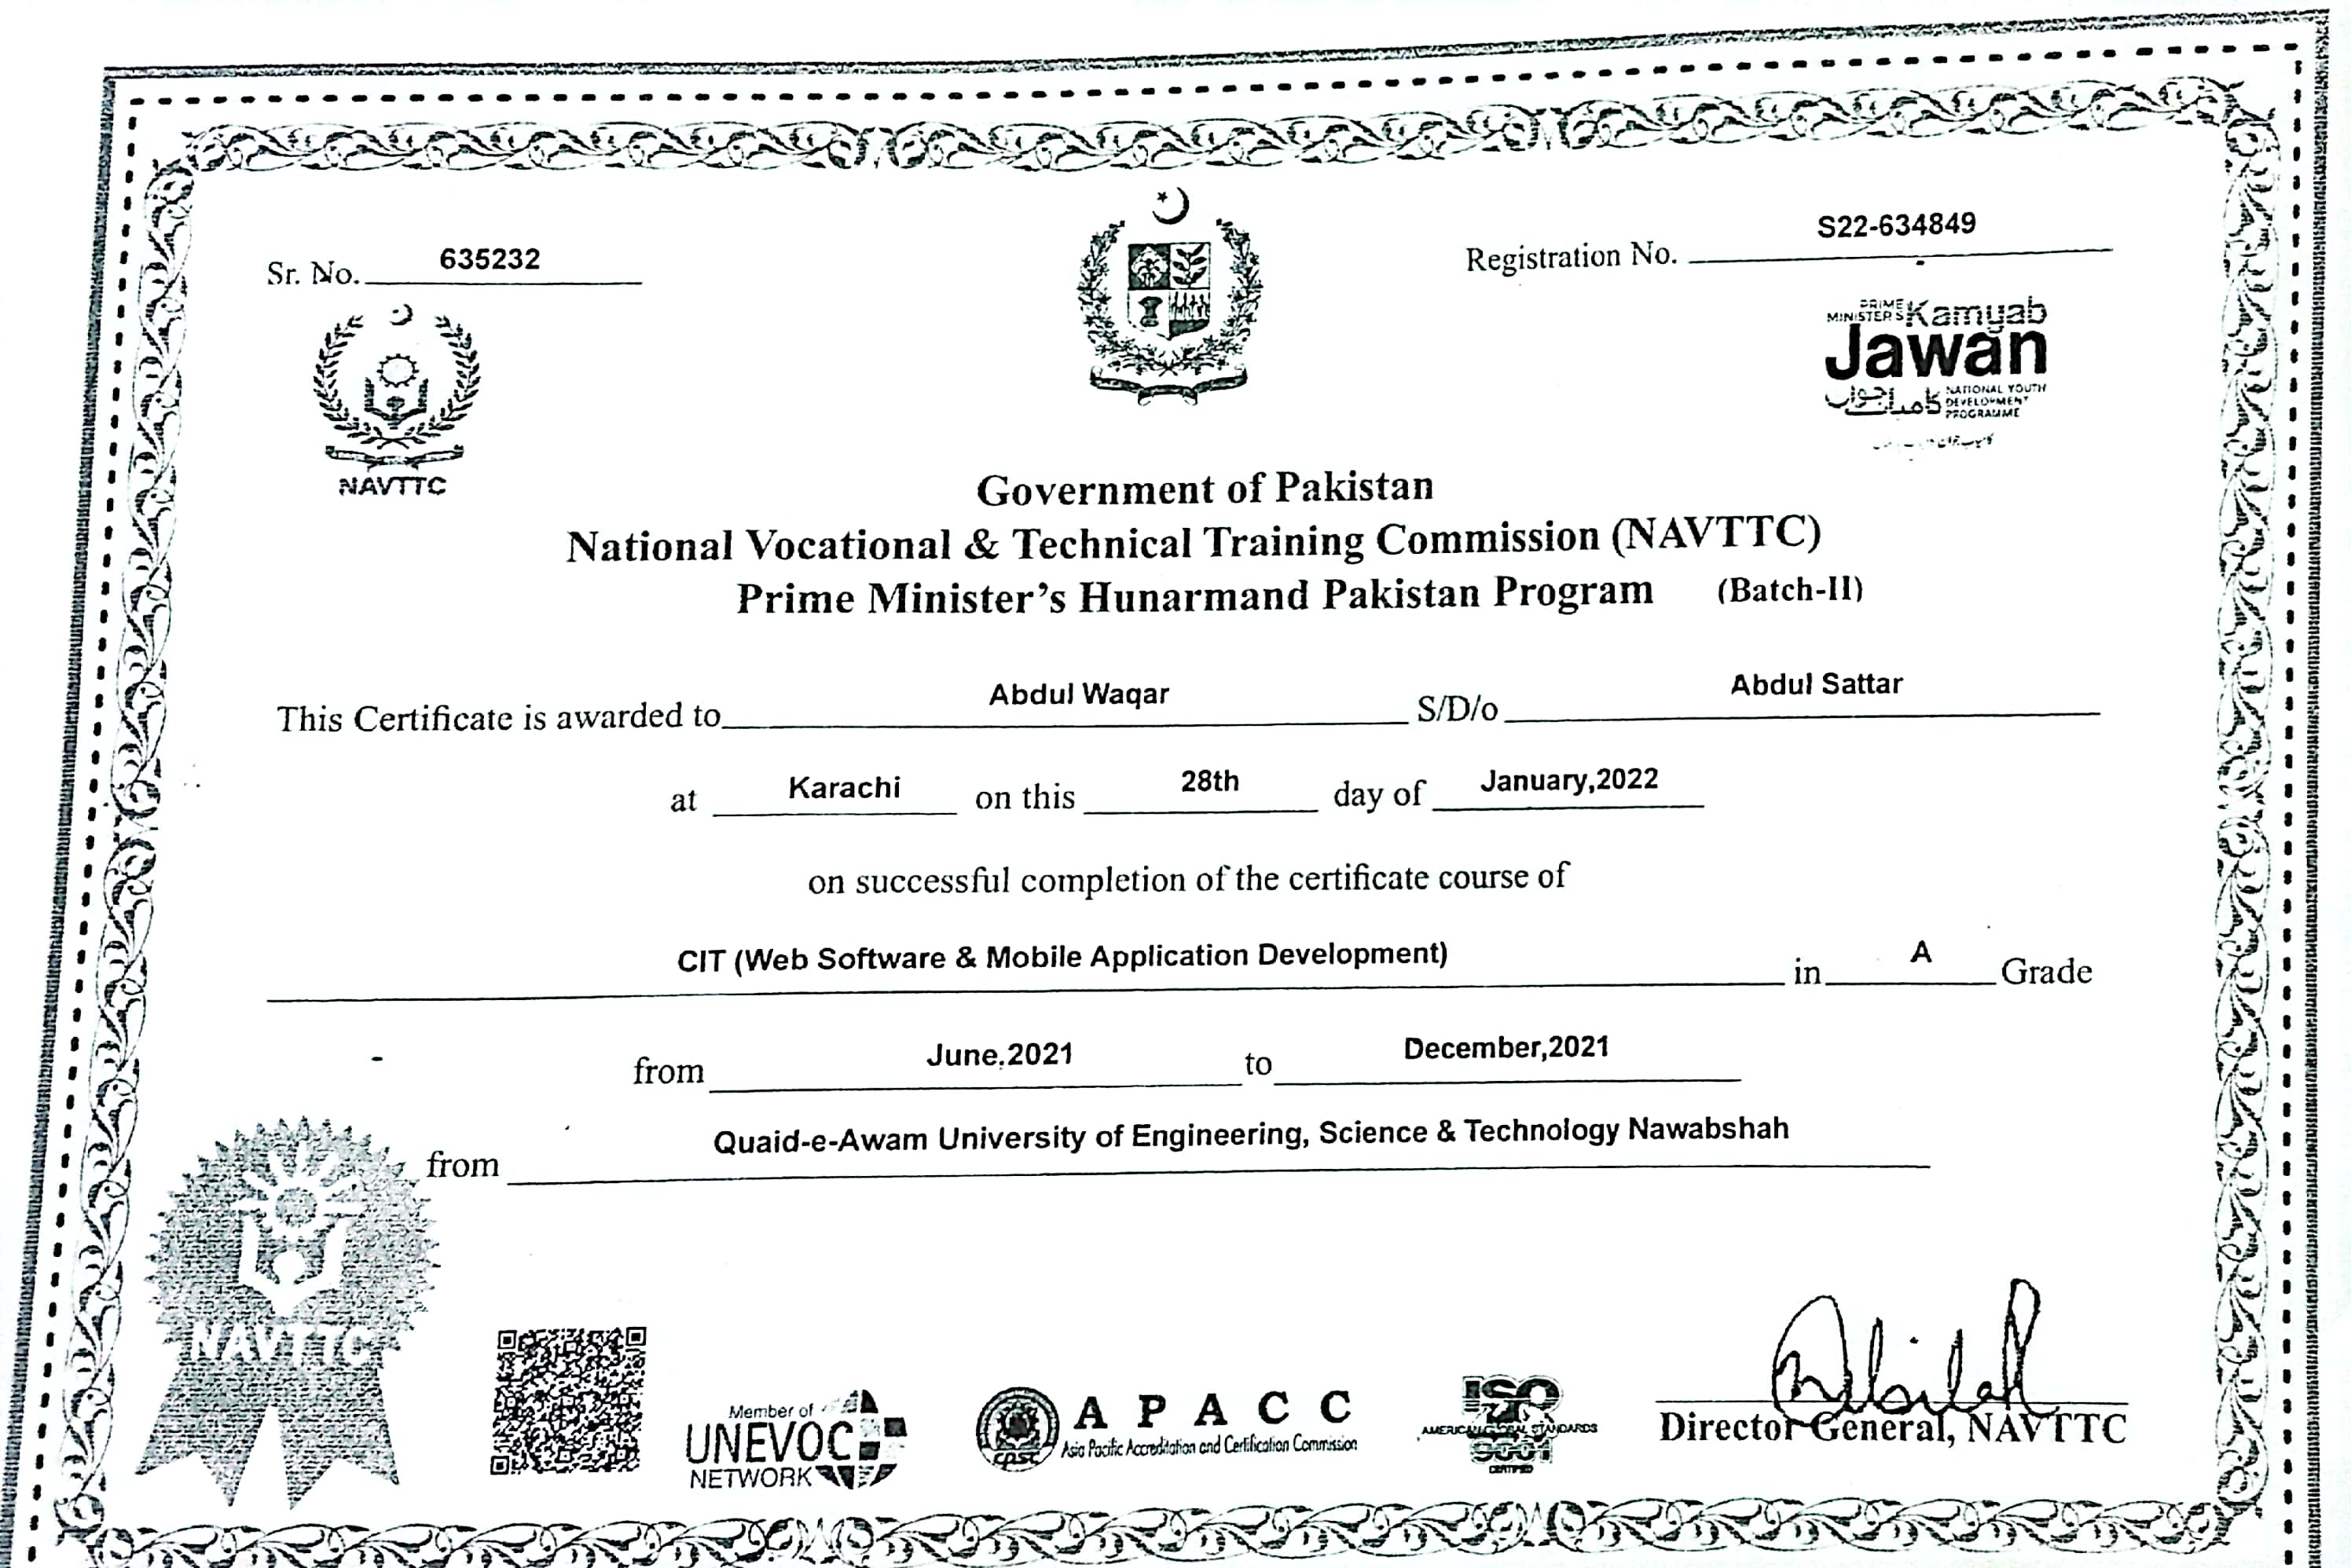 Sr. No. 635232
Registration No. S22-634849
NAVTTC
PRIME MINISTER'S Kamyab
Jawan
کامیاب جوان
NATIONAL YOUTH
DEVELOPMENT
PROGRAMME
Government of Pakistan
National Vocational & Technical Training Commission (NAVTTC)
Prime Minister's Hunarmand Pakistan Program (Batch-II)
This Certificate is awarded to Abdul Waqar S/D/o Abdul Sattar
at Karachi on this 28th day of January,2022
on successful completion of the certificate course of
CIT (Web Software & Mobile Application Development) in A Grade
from June,2021 to December,2021
from Quaid-e-Awam University of Engineering, Science & Technology Nawabshah
NAVTTC
Member of
UNEVOC
NETWORK
cpsc
APACC
Asia Pacific Accreditation and Certification Commission
ISO
AMERICAN GLOBAL STANDARDS
9001
CERTIFIED
Director General, NAVTTC